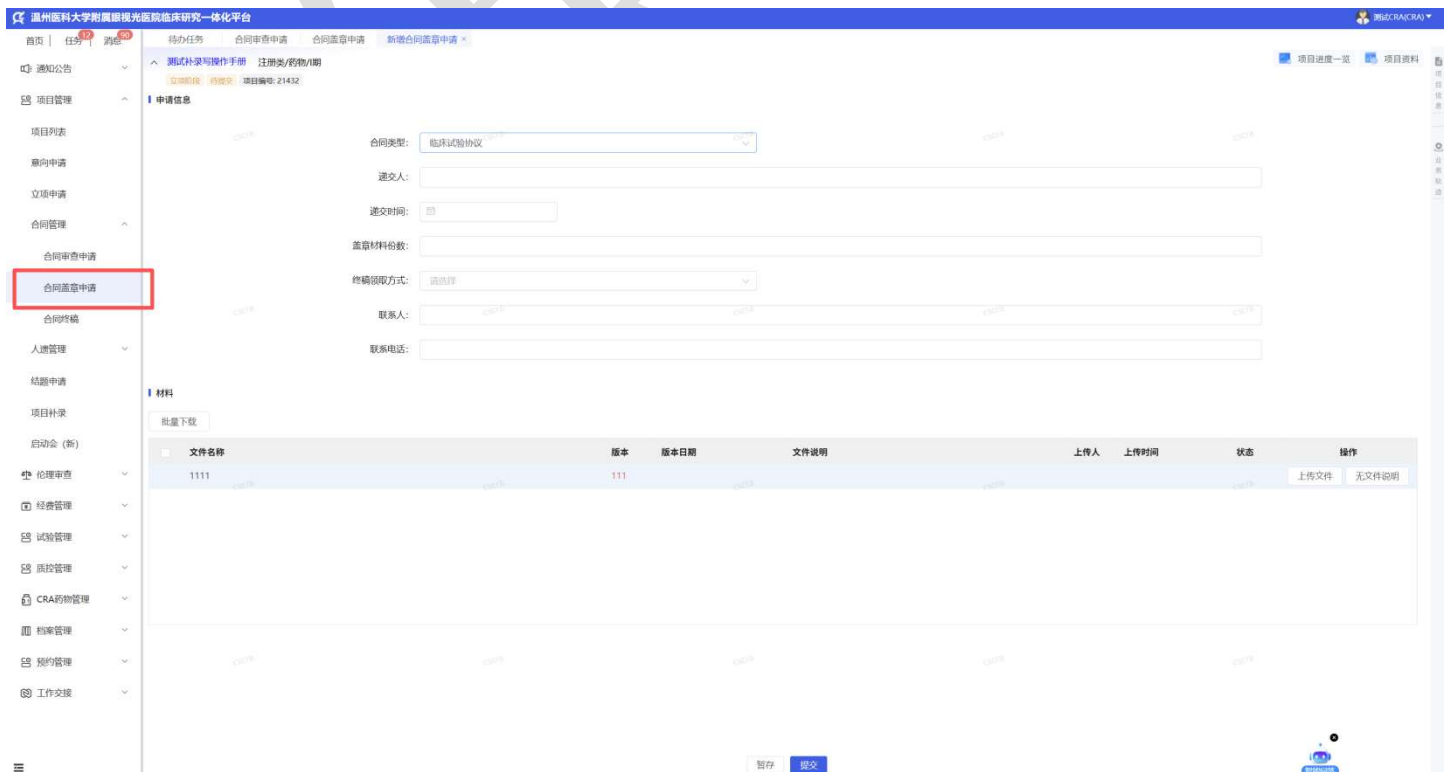 温州医科大学附属眼视光医院临床研究一体化平台
测试CRA(CRA)
首页 任务 12 消息 90
待办任务 合同审查申请 合同盖章申请 新增合同盖章申请 ×
通知公告
项目管理
项目列表
意向申请
立项申请
合同管理
合同审查申请
合同盖章申请
合同终稿
人遗管理
结题申请
项目补录
启动会（新）
伦理审查
经费管理
试验管理
质控管理
CRA药物管理
档案管理
预约管理
工作交接
测试补录写操作手册 注册类/药物/I期
立项阶段 待提交 项目编号: 21432
项目进度一览 项目资料
项目信息
申请信息
合同类型: 临床试验协议
递交人:
递交时间:
盖章材料份数:
终稿领取方式: 请选择
联系人:
联系电话:
材料
批量下载
文件名称 版本 版本日期 文件说明 上传人 上传时间 状态 操作
1111 111 上传文件 无文件说明
暂存 提交